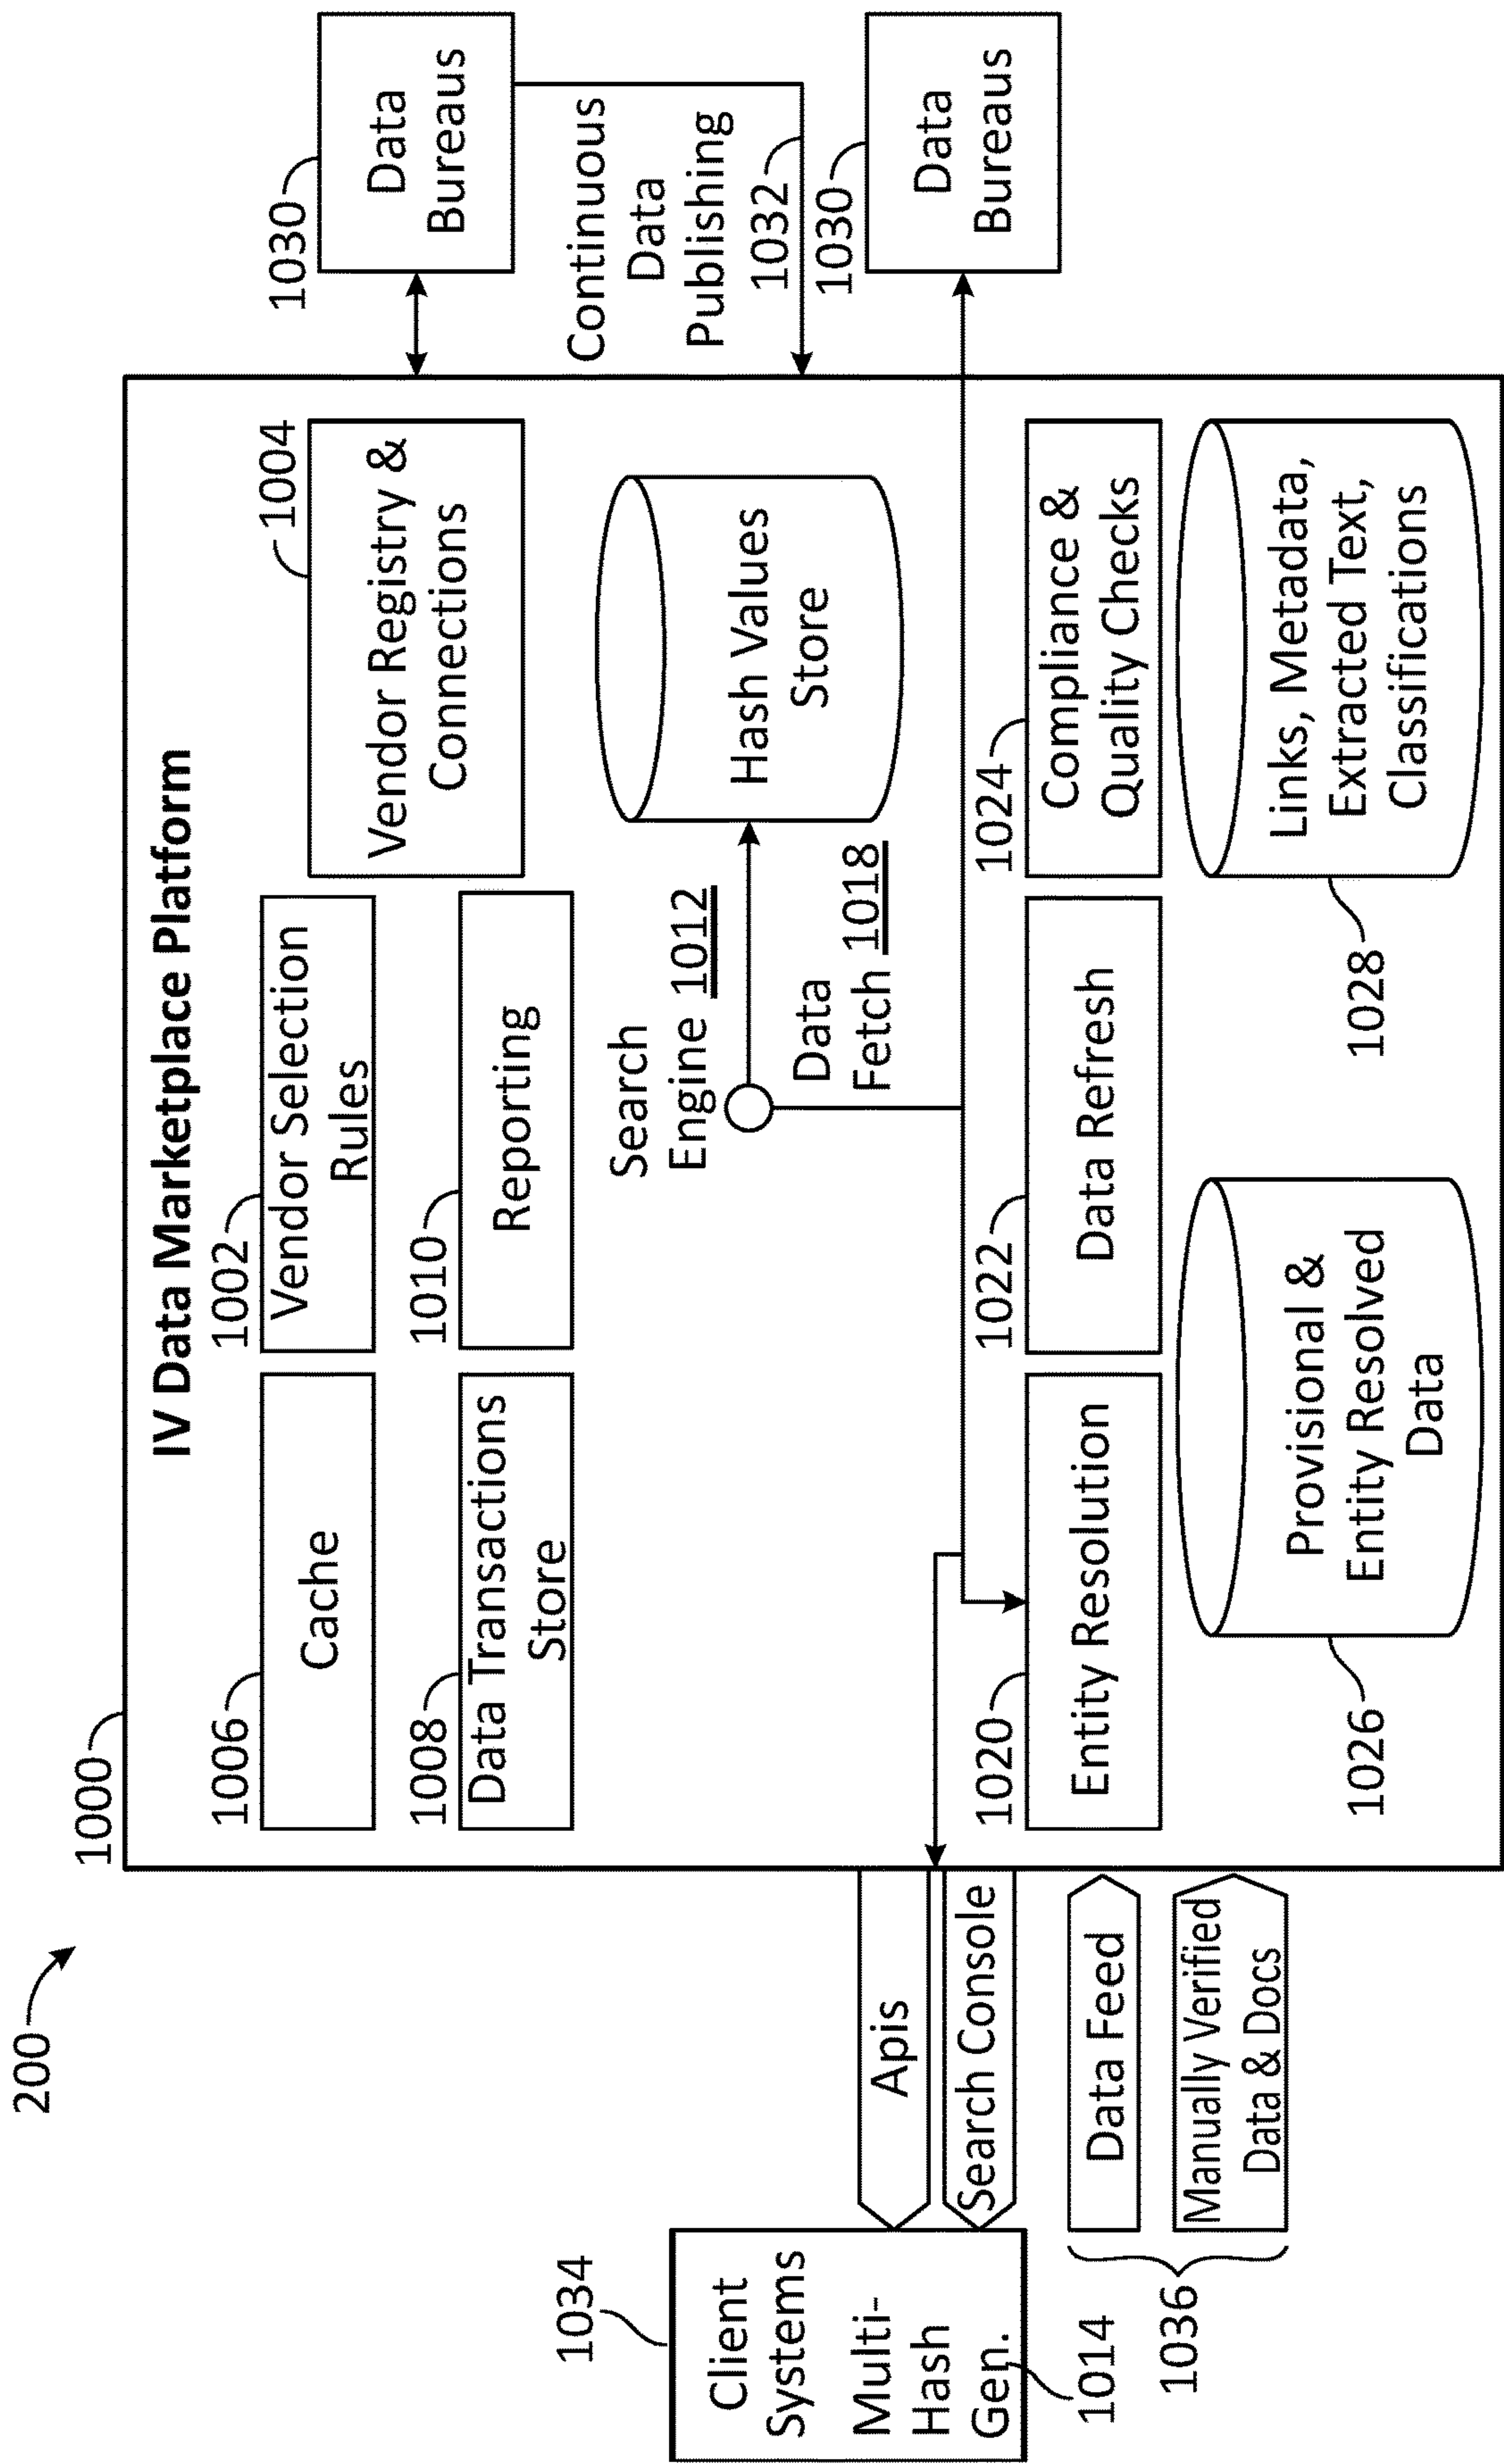 200
1000
IV Data Marketplace Platform
1006
Cache
1002
Vendor Selection
Rules
1004
Vendor Registry &
Connections
1008
Data Transactions
Store
1010
Reporting
1030
Data
Bureaus
Continuous
Data
Publishing
1032
1030
Data
Bureaus
Search
Engine 1012
Hash Values
Store
Data
Fetch 1018
1034
Client
Systems
Multi-
Hash
Gen.
1014
Apis
Search Console
Data Feed
Manually Verified
Data & Docs
1036
1020
Entity Resolution
1022
Data Refresh
1024
Compliance &
Quality Checks
Provisional &
Entity Resolved
Data
1026
Links, Metadata,
Extracted Text,
Classifications
1028